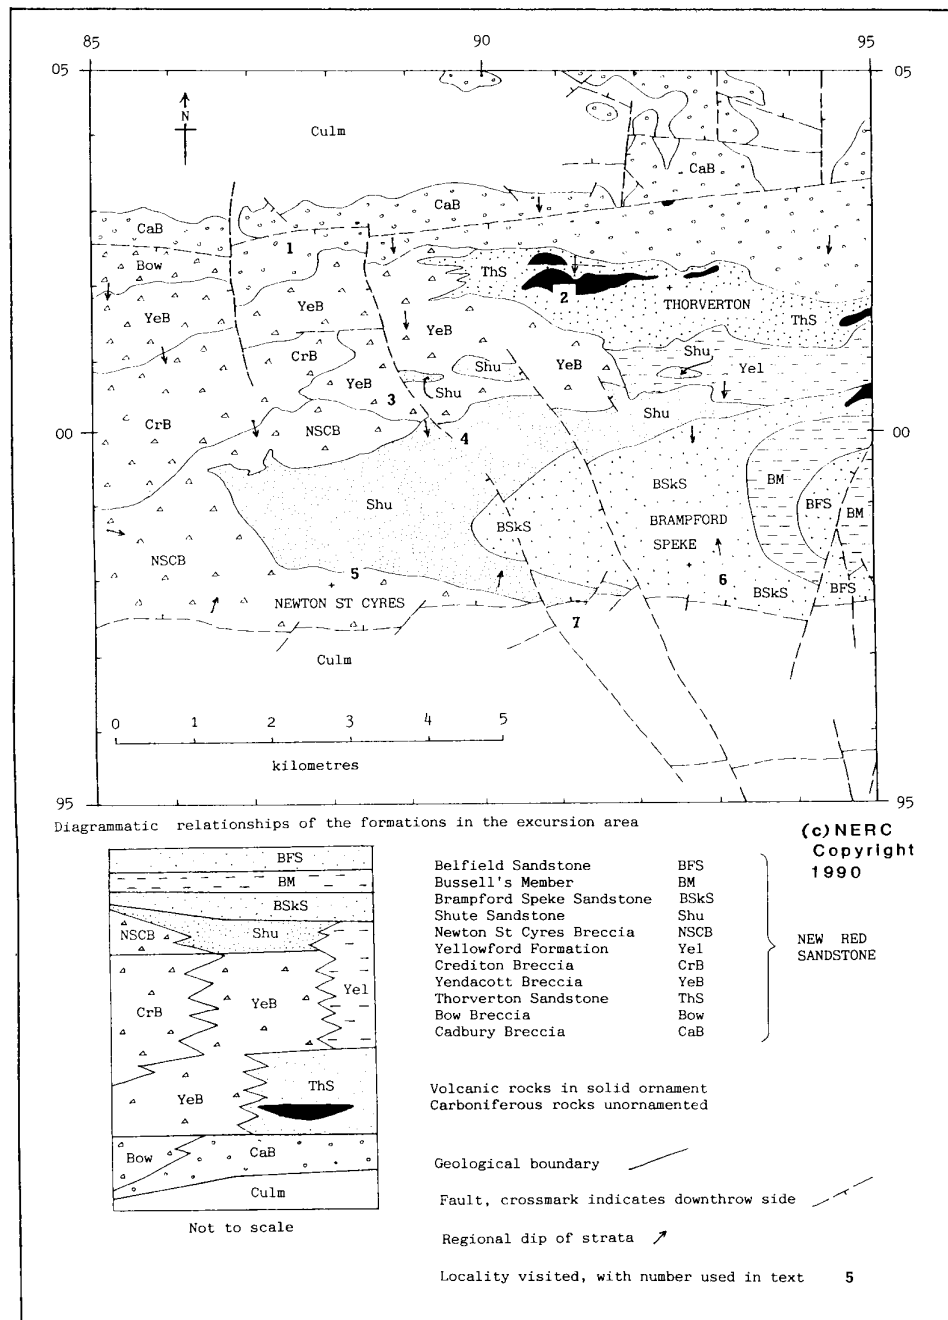 85 90 95
05 05
N
Culm
CaB
CaB
CaB
1
Bow
ThS
2
THORVERTON
YeB
YeB
ThS
YeB
Shu
CrB
Shu
YeB
Yel
YeB
Shu
3
Shu
CrB
NSCB
00 4 00
BSkS
BM
Shu
BFS
BSkS
BRAMPFORD
BM
SPEKE
NSCB
5
6
BSkS
BFS
NEWTON ST CYRES
7
Culm
0 1 2 3 4 5
kilometres
95 95
Diagrammatic relationships of the formations in the excursion area
(c) NERC
Copyright
1990
BFS
BM
BSkS
NSCB Shu
CrB YeB Yel
YeB ThS
Bow CaB
Culm
Not to scale
Belfield Sandstone BFS
Bussell's Member BM
Brampford Speke Sandstone BSkS
Shute Sandstone Shu
Newton St Cyres Breccia NSCB
Yellowford Formation Yel
Crediton Breccia CrB
Yendacott Breccia YeB
Thorverton Sandstone ThS
Bow Breccia Bow
Cadbury Breccia CaB
NEW RED
SANDSTONE
Volcanic rocks in solid ornament
Carboniferous rocks unornamented
Geological boundary
Fault, crossmark indicates downthrow side
Regional dip of strata
Locality visited, with number used in text 5